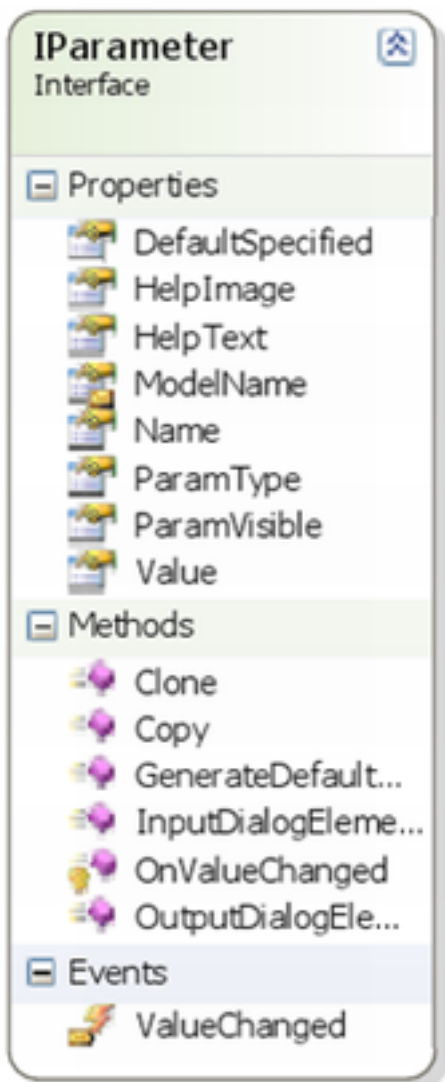 IParameter
Interface
Properties
DefaultSpecified
HelpImage
HelpText
ModelName
Name
ParamType
ParamVisible
Value
Methods
Clone
Copy
GenerateDefault...
InputDialogEleme...
OnValueChanged
OutputDialogEle...
Events
ValueChanged